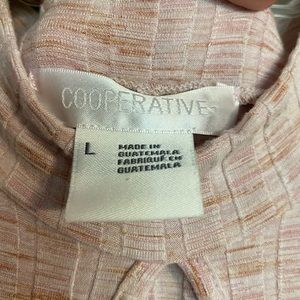 COOPERATIVE
L
MADE IN
GUATEMALA
FABRIQUÉ EN
GUATEMALA